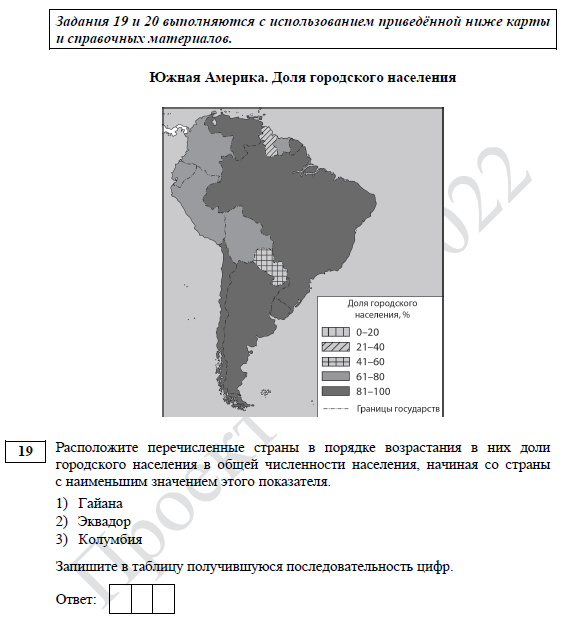 Задания 19 и 20 выполняются с использованием приведённой ниже карты
и справочных материалов.
Южная Америка. Доля городского населения
Доля городского
населения, %
0–20
21–40
41–60
61–80
81–100
Границы государств
19 Расположите перечисленные страны в порядке возрастания в них доли
городского населения в общей численности населения, начиная со страны
с наименьшим значением этого показателя.
1) Гайана
2) Эквадор
3) Колумбия
Запишите в таблицу получившуюся последовательность цифр.
Ответ:
Проект 2022